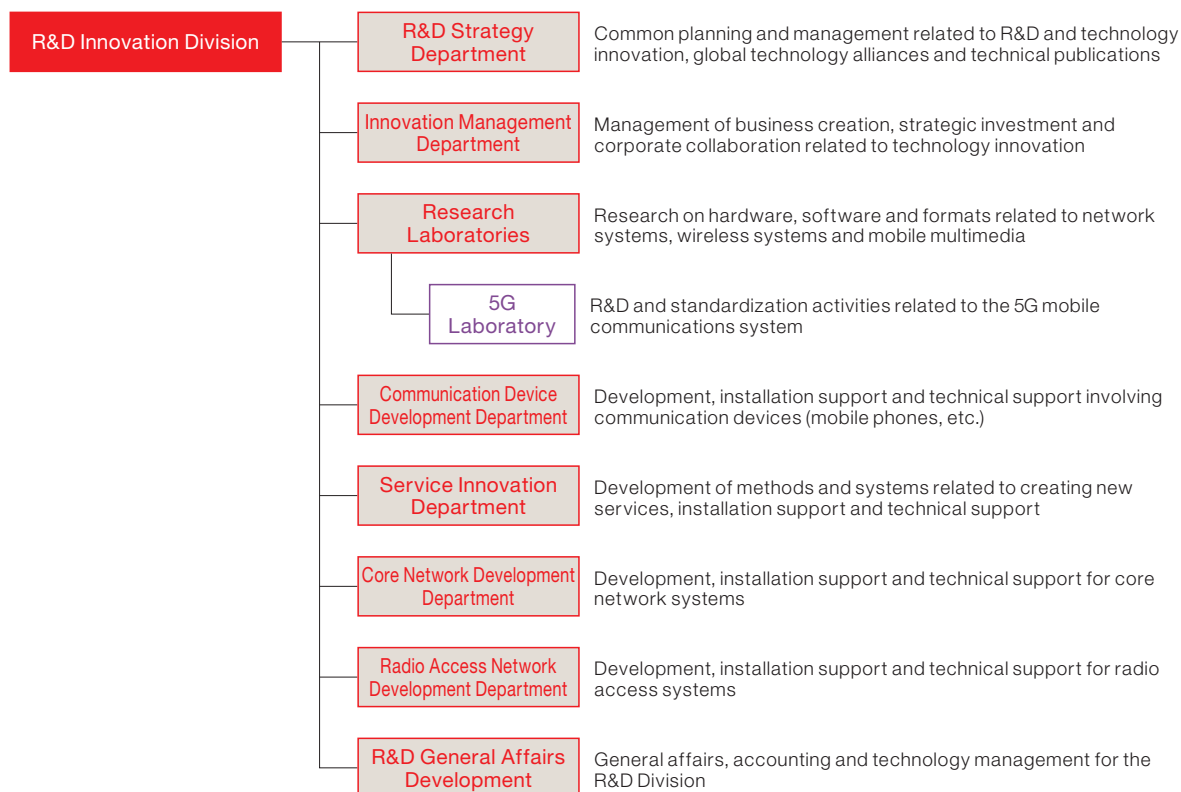 R&D Innovation Division
R&D Strategy
Department
Common planning and management related to R&D and technology
innovation, global technology alliances and technical publications
Innovation Management
Department
Management of business creation, strategic investment and
corporate collaboration related to technology innovation
Research
Laboratories
Research on hardware, software and formats related to network
systems, wireless systems and mobile multimedia
5G
Laboratory
R&D and standardization activities related to the 5G mobile
communications system
Communication Device
Development Department
Development, installation support and technical support involving
communication devices (mobile phones, etc.)
Service Innovation
Department
Development of methods and systems related to creating new
services, installation support and technical support
Core Network Development
Department
Development, installation support and technical support for core
network systems
Radio Access Network
Development Department
Development, installation support and technical support for radio
access systems
R&D General Affairs
Development
General affairs, accounting and technology management for the
R&D Division